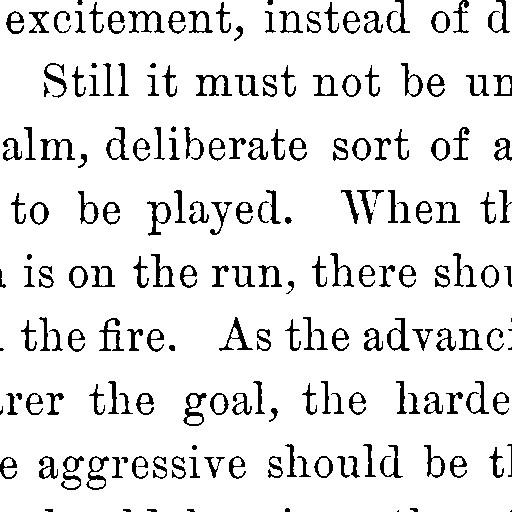 excitement, instead of d
Still it must not be un
alm, deliberate sort of a
to be played. When th
is on the run, there shou
the fire. As the advanci
rer the goal, the harde
e aggressive should be th